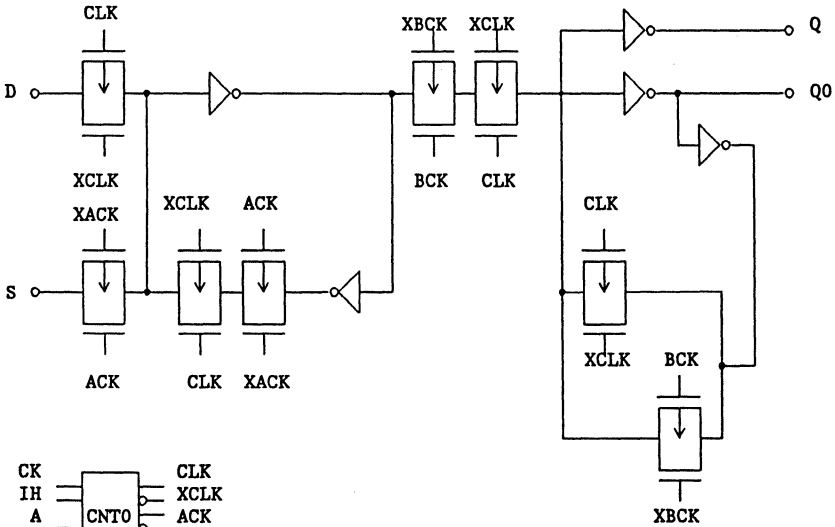 CLK
XBCK XCLK
Q
D
Q0
XCLK
BCK CLK
XACK
XCLK ACK
CLK
S
XCLK BCK
ACK CLK XACK
XBCK
CK CLK
IH XCLK
A CNT0 ACK